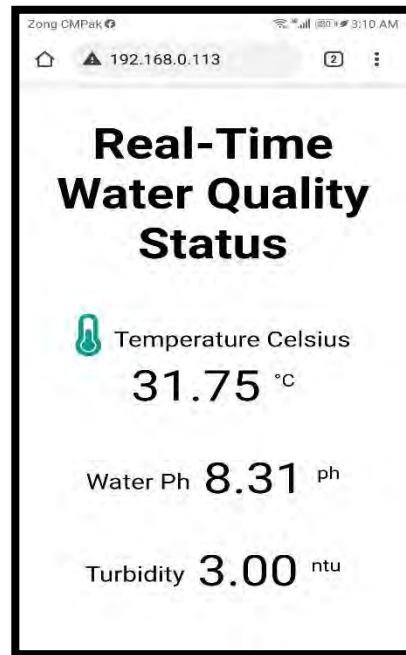 Zong CMPak 3:10 AM
192.168.0.113 2
Real-Time
Water Quality
Status
Temperature Celsius
31.75 °C
Water Ph 8.31 ph
Turbidity 3.00 ntu